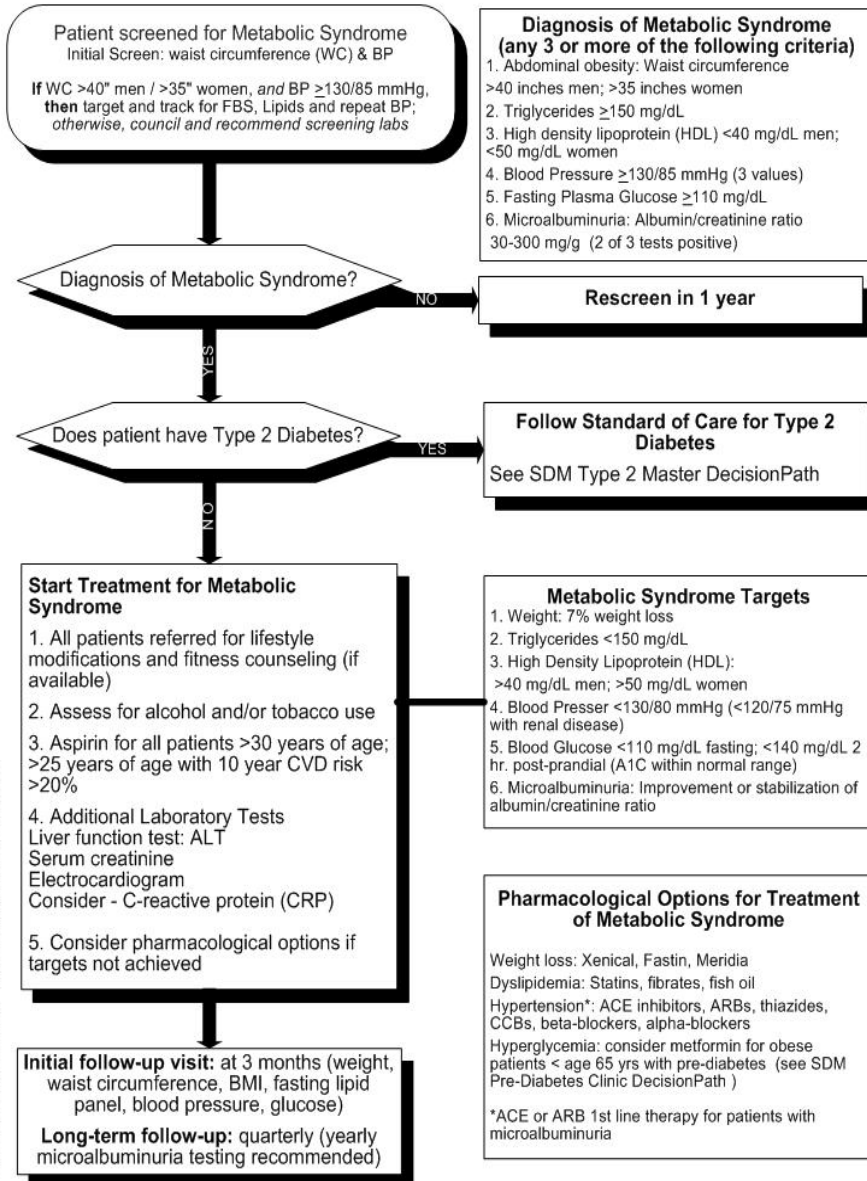 Patient screened for Metabolic Syndrome
Initial Screen: waist circumference (WC) & BP
If WC >40" men / >35" women, and BP ≥130/85 mmHg,
then target and track for FBS, Lipids and repeat BP;
otherwise, council and recommend screening labs
Diagnosis of Metabolic Syndrome
(any 3 or more of the following criteria)
1. Abdominal obesity: Waist circumference
>40 inches men; >35 inches women
2. Triglycerides ≥150 mg/dL
3. High density lipoprotein (HDL) <40 mg/dL men;
<50 mg/dL women
4. Blood Pressure ≥130/85 mmHg (3 values)
5. Fasting Plasma Glucose ≥110 mg/dL
6. Microalbuminuria: Albumin/creatinine ratio
30-300 mg/g (2 of 3 tests positive)
Diagnosis of Metabolic Syndrome?
NO
Rescreen in 1 year
YES
Does patient have Type 2 Diabetes?
YES
Follow Standard of Care for Type 2
Diabetes
See SDM Type 2 Master DecisionPath
NO
Start Treatment for Metabolic
Syndrome
1. All patients referred for lifestyle
modifications and fitness counseling (if
available)
2. Assess for alcohol and/or tobacco use
3. Aspirin for all patients >30 years of age;
>25 years of age with 10 year CVD risk
>20%
4. Additional Laboratory Tests
Liver function test: ALT
Serum creatinine
Electrocardiogram
Consider - C-reactive protein (CRP)
5. Consider pharmacological options if
targets not achieved
Metabolic Syndrome Targets
1. Weight: 7% weight loss
2. Triglycerides <150 mg/dL
3. High Density Lipoprotein (HDL):
>40 mg/dL men; >50 mg/dL women
4. Blood Presser <130/80 mmHg (<120/75 mmHg
with renal disease)
5. Blood Glucose <110 mg/dL fasting; <140 mg/dL 2
hr. post-prandial (A1C within normal range)
6. Microalbuminuria: Improvement or stabilization of
albumin/creatinine ratio
Pharmacological Options for Treatment
of Metabolic Syndrome
Weight loss: Xenical, Fastin, Meridia
Dyslipidemia: Statins, fibrates, fish oil
Hypertension*: ACE inhibitors, ARBs, thiazides,
CCBs, beta-blockers, alpha-blockers
Hyperglycemia: consider metformin for obese
patients < age 65 yrs with pre-diabetes (see SDM
Pre-Diabetes Clinic DecisionPath )
*ACE or ARB 1st line therapy for patients with
microalbuminuria
Initial follow-up visit: at 3 months (weight,
waist circumference, BMI, fasting lipid
panel, blood pressure, glucose)
Long-term follow-up: quarterly (yearly
microalbuminuria testing recommended)